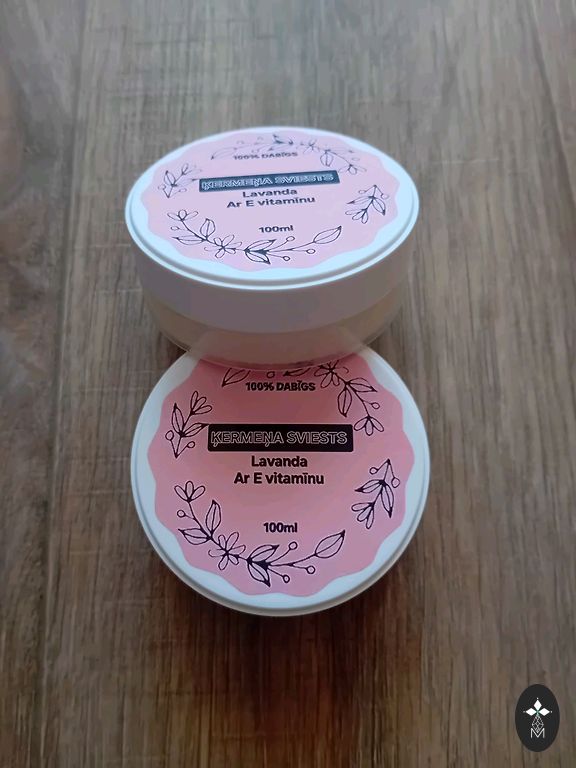 100% DABĪGS
ĶERMEŅA SVIESTS
Lavanda
Ar E vitamīnu
100ml
100% DABĪGS
ĶERMEŅA SVIESTS
Lavanda
Ar E vitamīnu
100ml
M